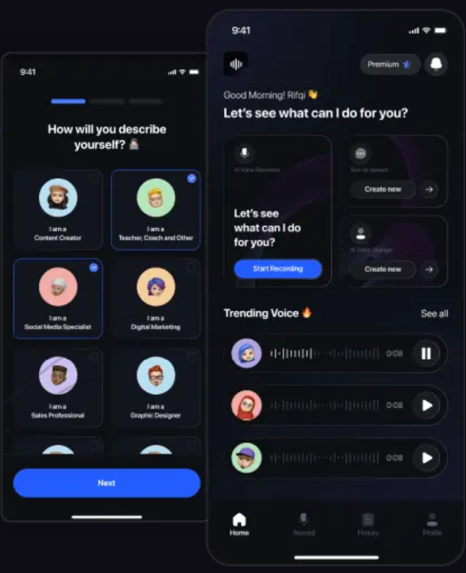 9:41
How will you describe
yourself? 🕵🏻
I am a
Content Creator
I am a
Teacher, Coach and Other
I am a
Social Media Specialist
I am a
Digital Marketing
I am a
Sales Professional
I am a
Graphic Designer
Next
9:41
Premium
Good Morning! Rifqi 👋
Let's see what can I do for you?
AI Voice Generator
Let's see
what can I do
for you?
Start Recording
Text-to-speech
Create new
AI Voice Changer
Create new
Trending Voice 🔥
See all
0:08
0:08
0:08
Home
Record
History
Profile